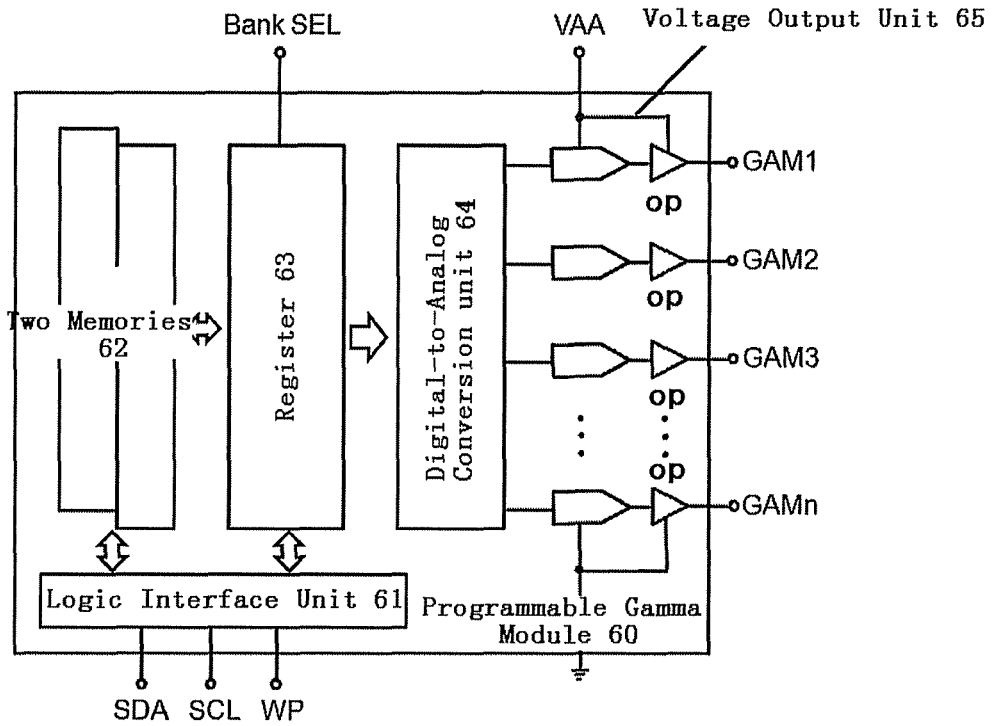 Bank SEL
VAA
Voltage Output Unit 65
GAM1
op
GAM2
op
GAM3
op
op
GAMn
Two Memories
62
Register 63
Digital-to-Analog
Conversion unit 64
Logic Interface Unit 61
Programmable Gamma
Module 60
SDA
SCL
WP